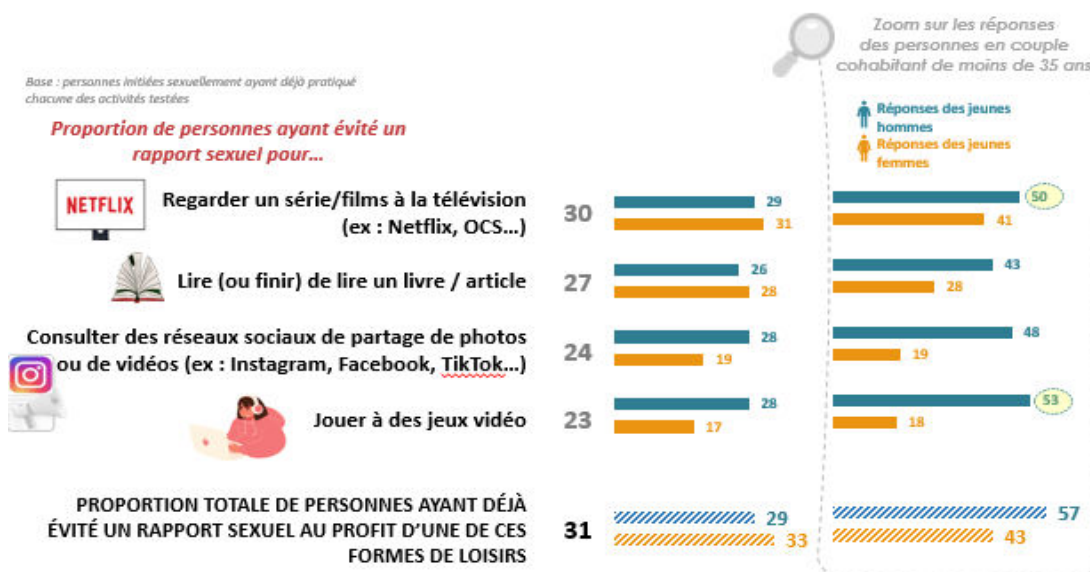 Zoom sur les réponses
des personnes en couple
cohabitant de moins de 35 ans
Base : personnes initiées sexuellement ayant déjà pratiqué
chacune des activités testées
Proportion de personnes ayant évité un
rapport sexuel pour...
Réponses des jeunes
hommes
Réponses des jeunes
femmes
NETFLIX
Regarder un série/films à la télévision
(ex : Netflix, OCS...)
30
29
31
50
41
Lire (ou finir) de lire un livre / article
27
26
28
43
28
Consulter des réseaux sociaux de partage de photos
ou de vidéos (ex : Instagram, Facebook, TikTok...)
24
28
19
48
19
Jouer à des jeux vidéo
23
28
17
53
18
PROPORTION TOTALE DE PERSONNES AYANT DÉJÀ
ÉVITÉ UN RAPPORT SEXUEL AU PROFIT D'UNE DE CES
FORMES DE LOISIRS
31
29
33
57
43